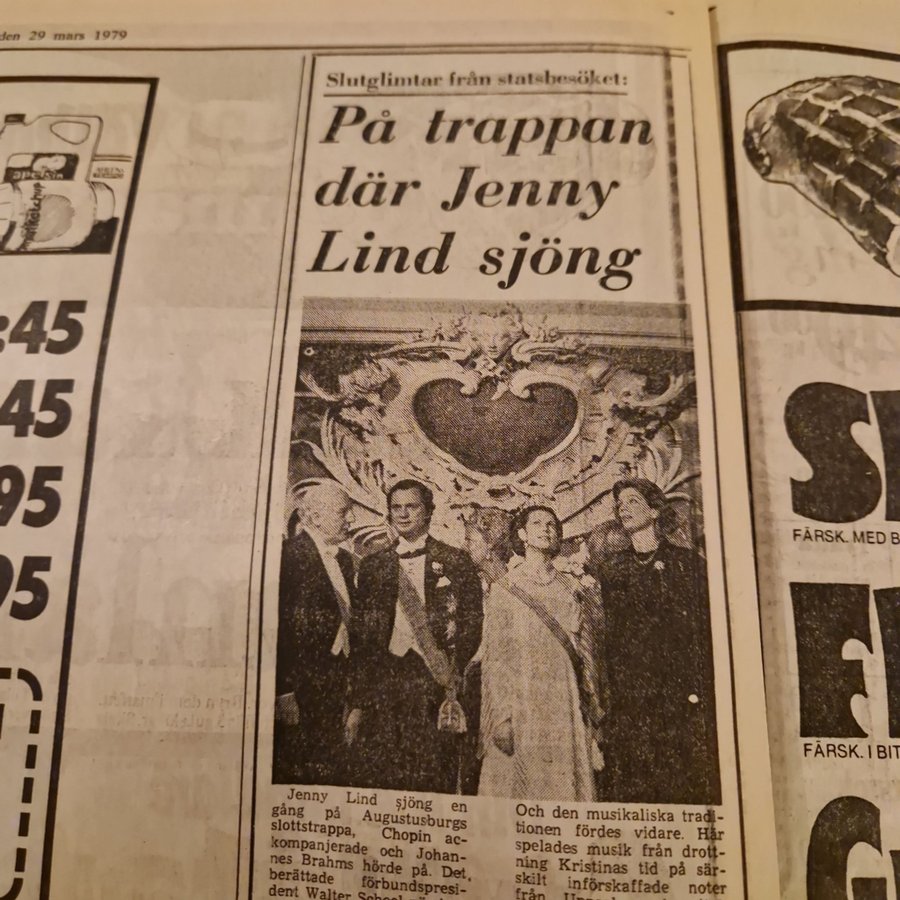 den 29 mars 1979
Slutglimtar från statsbesöket:
På trappan
där Jenny
Lind sjöng
Jenny Lind sjöng en
gång på Augustusburgs
slottstrappa, Chopin ac-
kompanjerade och Johan-
nes Brahms hörde på. Det
berättade förbundspresi-
dent Walter Scheel
Och den musikaliska tradi-
tionen fördes vidare. Här
spelades musik från drott-
ning Kristinas tid på sär-
skilt införskaffade noter
från
apelsin
ketchup
:45
45
95
95
FÄRSK. MED B
FÄRSK. I BIT